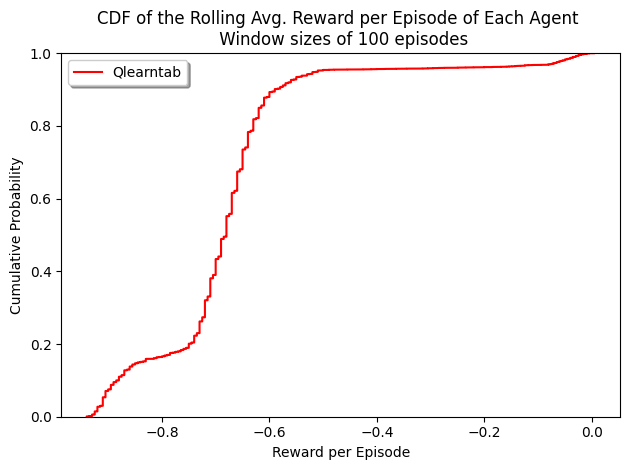 CDF of the Rolling Avg. Reward per Episode of Each Agent
Window sizes of 100 episodes
Qlearntab
Cumulative Probability
1.0
0.8
0.6
0.4
0.2
0.0
−0.8 −0.6 −0.4 −0.2 0.0
Reward per Episode